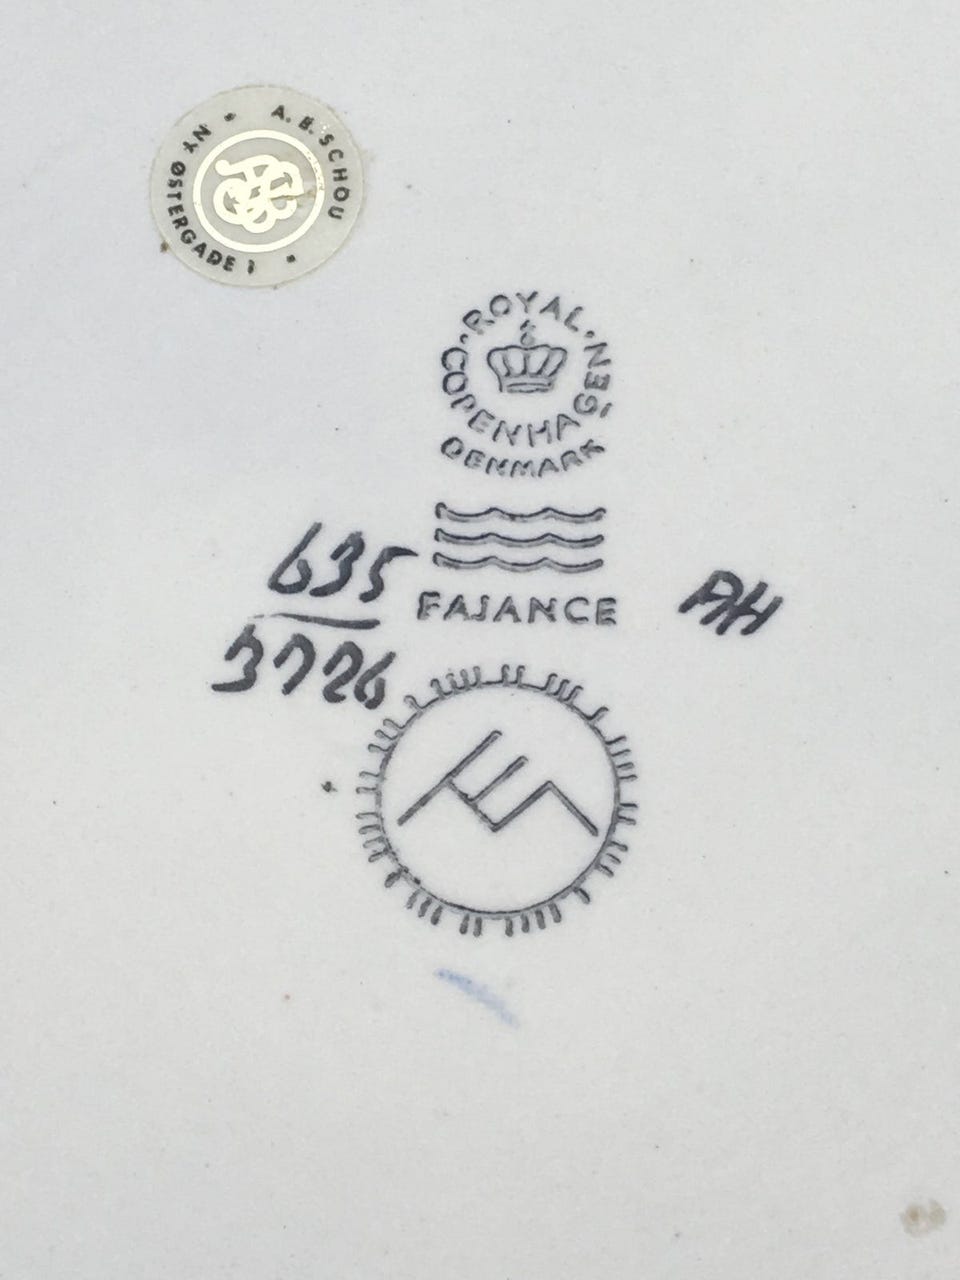 A. B. SCHOU
NY ØSTERGADE 1
ROYAL
COPENHAGEN
DENMARK
635
3726
FAJANCE
AH